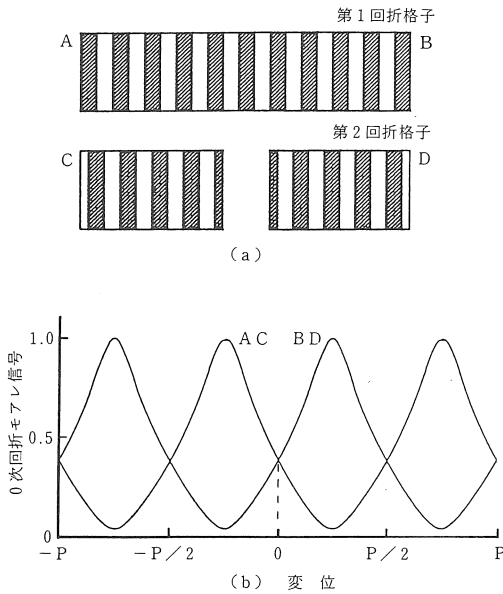 第1回折格子
A
B
第2回折格子
C
D
(a)
0次回折モアレ信号
1.0
AC
BD
0.5
0
−P
−P／2
0
P／2
P
(b) 変位